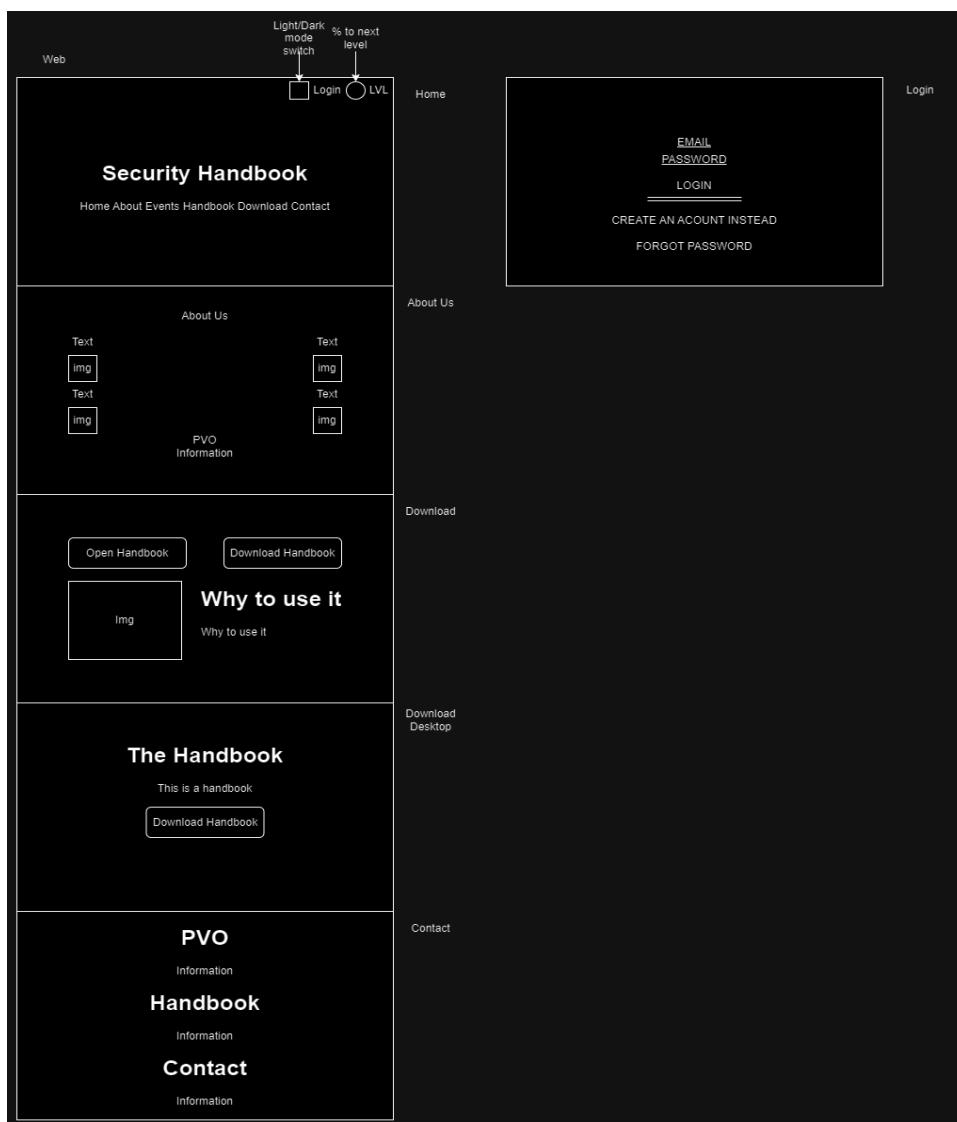 Light/Dark
mode
switch
% to next
level
Web
Login
LVL
Home
Login
Security Handbook
Home About Events Handbook Download Contact
EMAIL
PASSWORD
LOGIN
CREATE AN ACOUNT INSTEAD
FORGOT PASSWORD
About Us
About Us
Text
Text
img
img
Text
Text
img
img
PVO
Information
Download
Open Handbook
Download Handbook
Img
Why to use it
Why to use it
Download
Desktop
The Handbook
This is a handbook
Download Handbook
Contact
PVO
Information
Handbook
Information
Contact
Information